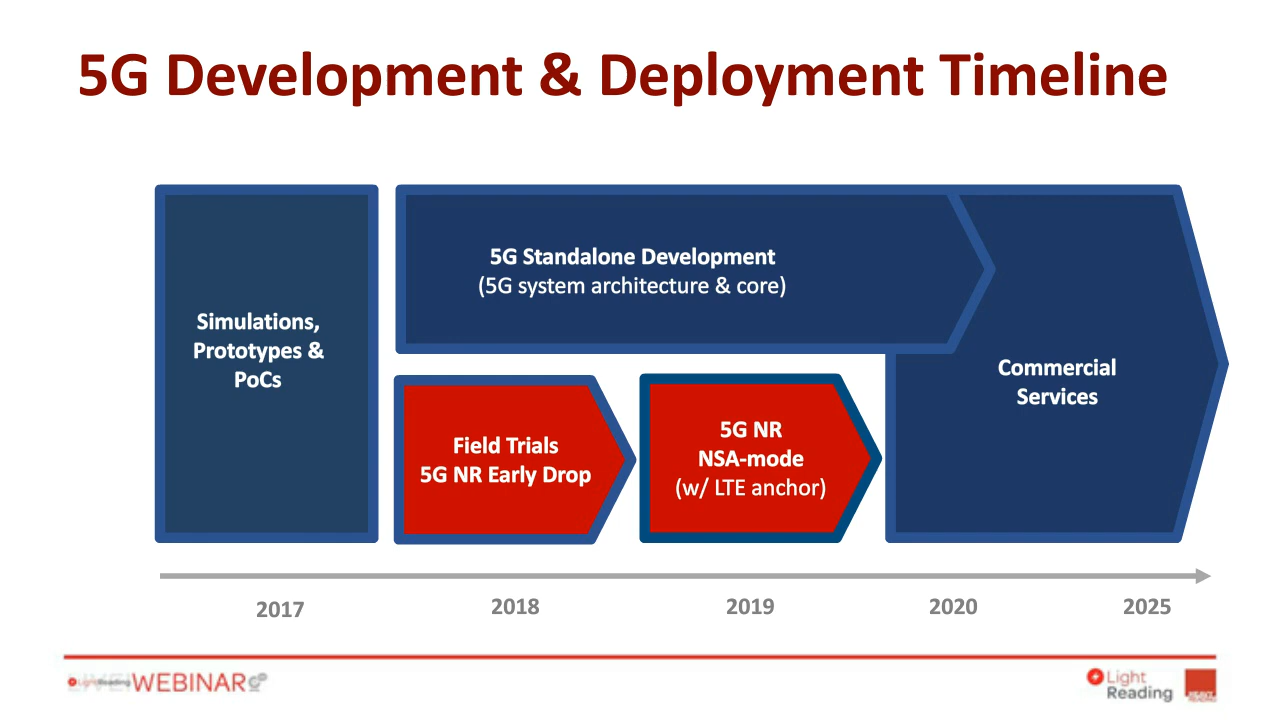 5G Development & Deployment Timeline
5G Standalone Development
(5G system architecture & core)
Simulations,
Prototypes &
PoCs
Commercial
Services
Field Trials
5G NR Early Drop
5G NR
NSA-mode
(w/ LTE anchor)
2017
2018
2019
2020
2025
WEBINAR
Light
Reading